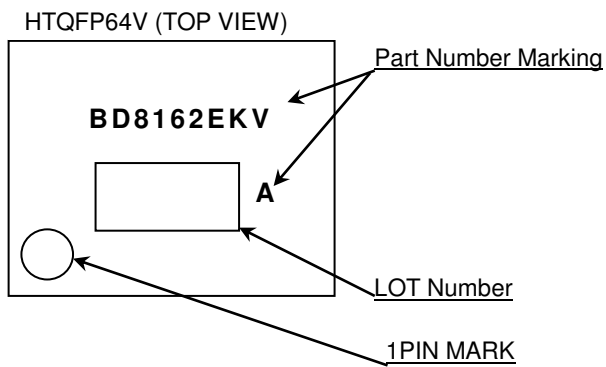 HTQFP64V (TOP VIEW)
Part Number Marking
BD8162EKV
A
LOT Number
1PIN MARK